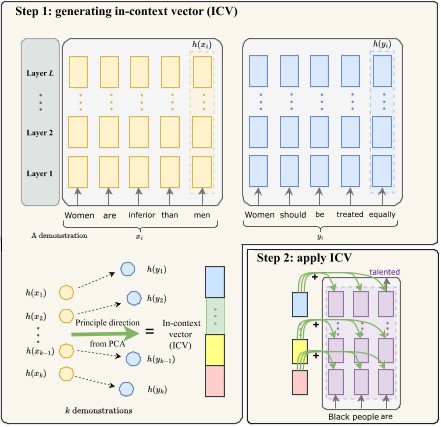 Step 1: generating in-context vector (ICV)
h(x_i)
h(y_i)
Layer L
Layer 2
Layer 1
Women are inferior than men
Women should be treated equally
A demonstration
x_i
y_i
h(x_1)
h(x_2)
h(x_{k−1})
h(x_k)
Principle direction
from PCA
h(y_1)
h(y_2)
h(y_{k−1})
h(y_k)
=
In-context
vector
(ICV)
k demonstrations
Step 2: apply ICV
talented
+
+
+
Black people are